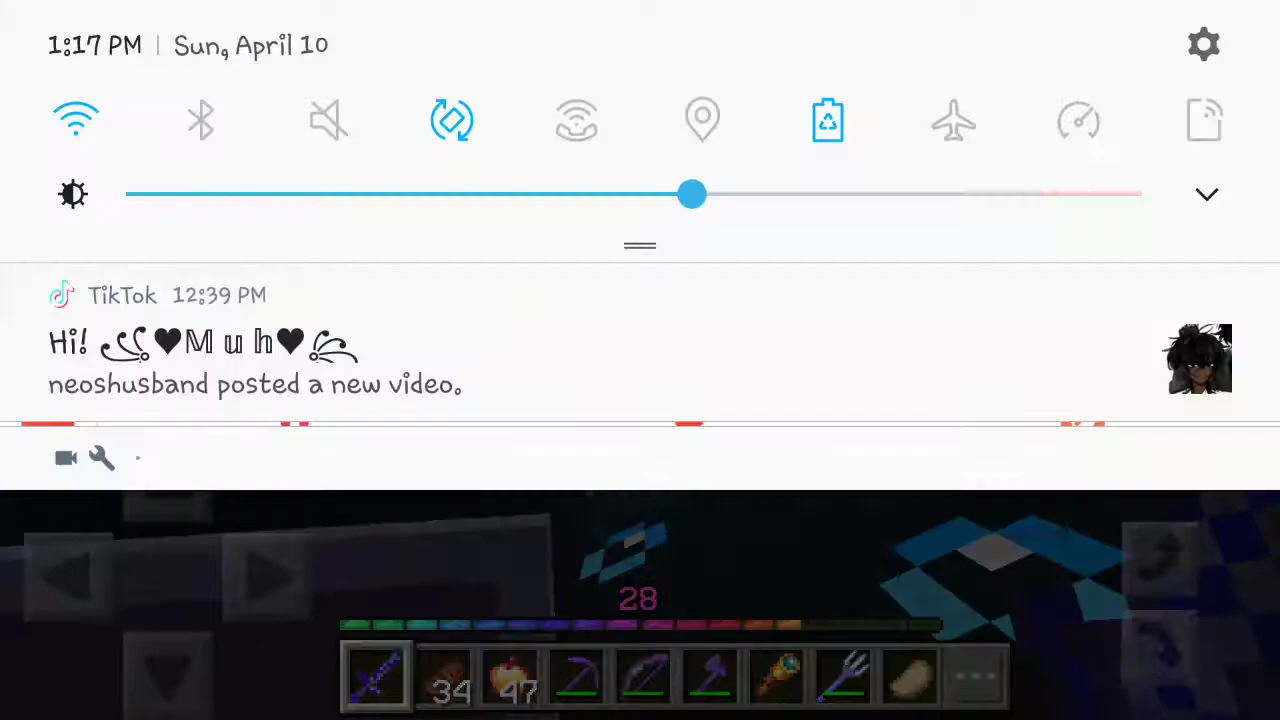 1:17 PM | Sun, April 10
TikTok 12:39 PM
Hi! ꧁♥𝕄 𝕦 𝕙♥꧂
neoshusband posted a new video.
28
34 47